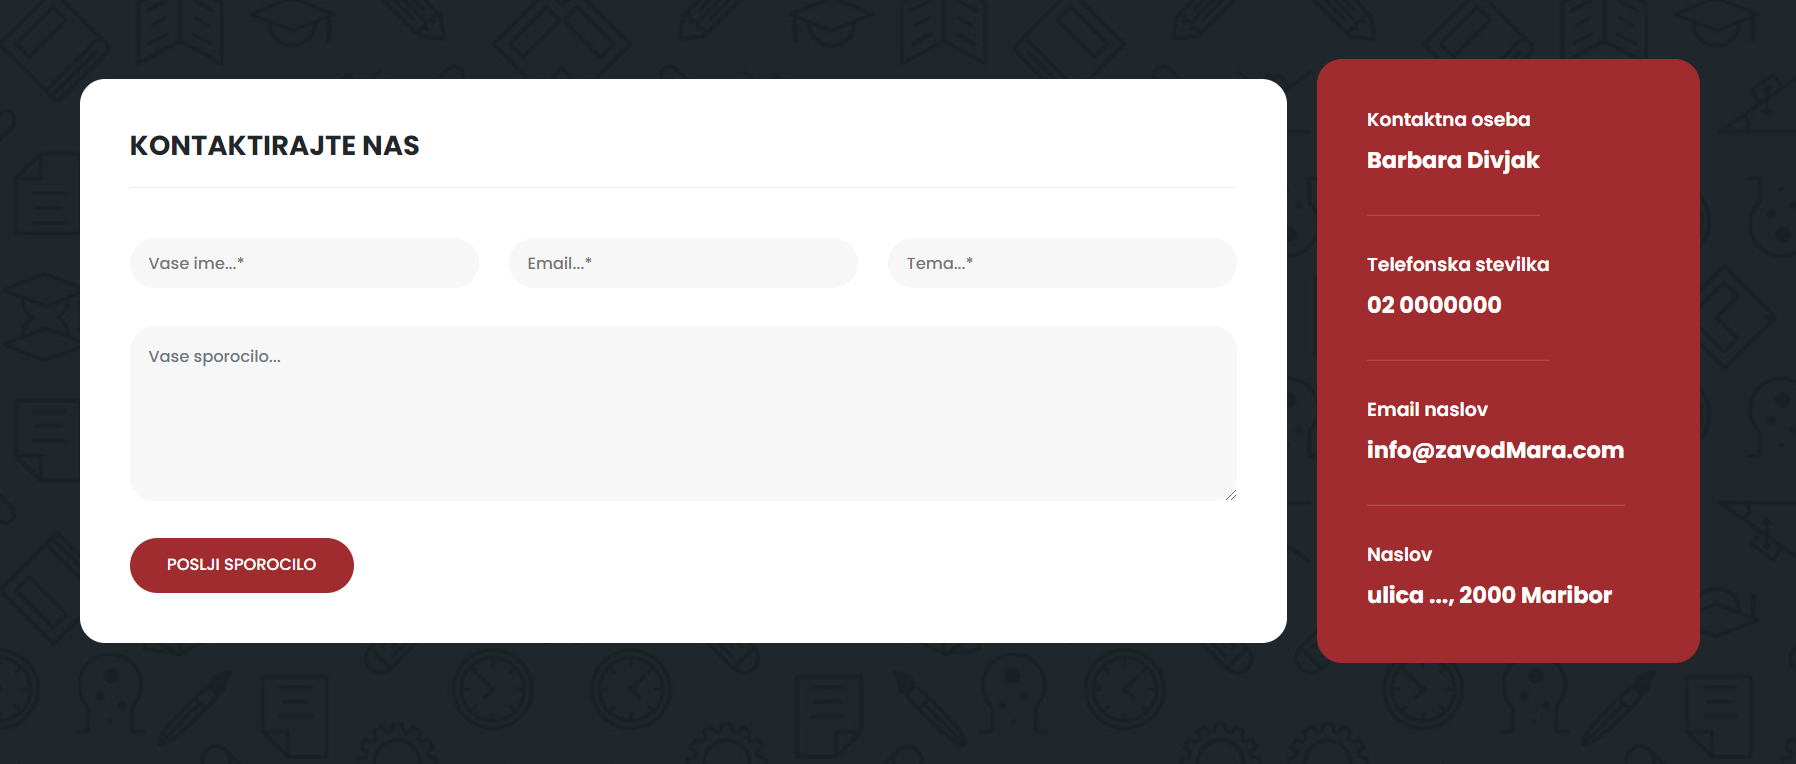 KONTAKTIRAJTE NAS
Vase ime...*
Email...*
Tema...*
Vase sporocilo...
POSLJI SPOROCILO
Kontaktna oseba
Barbara Divjak
Telefonska stevilka
02 0000000
Email naslov
info@zavodMara.com
Naslov
ulica ..., 2000 Maribor